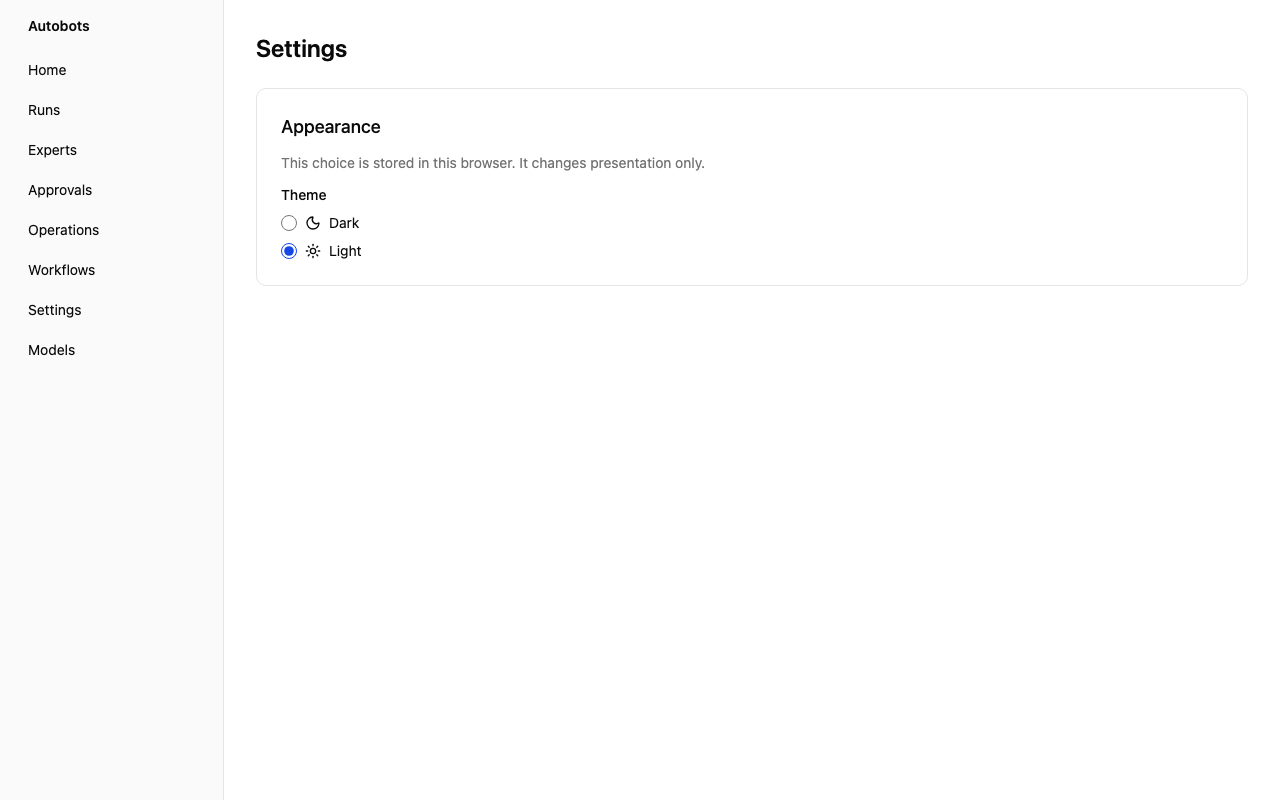 Autobots
Home
Runs
Experts
Approvals
Operations
Workflows
Settings
Models
Settings
Appearance
This choice is stored in this browser. It changes presentation only.
Theme
Dark
Light